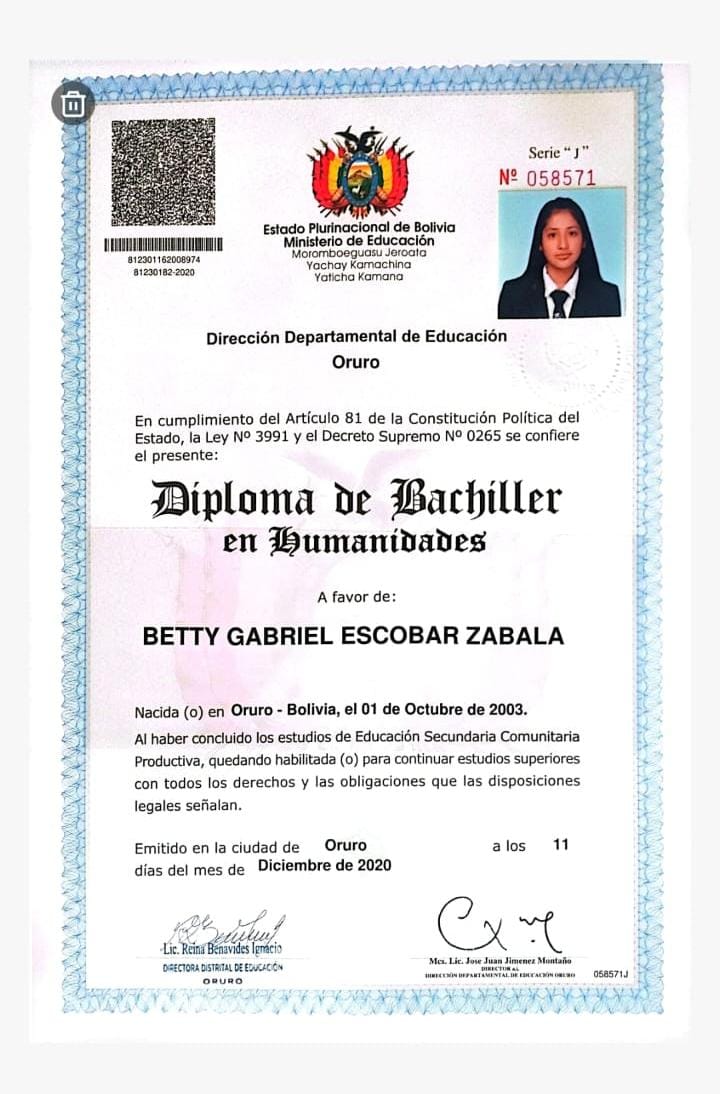 Serie “ J ”
Nº 058571
812301162008974
81230182-2020
Estado Plurinacional de Bolivia
Ministerio de Educación
Moromboeguasu Jeroata
Yachay Kamachina
Yaticha Kamana
Dirección Departamental de Educación
Oruro
En cumplimiento del Artículo 81 de la Constitución Política del
Estado, la Ley Nº 3991 y el Decreto Supremo Nº 0265 se confiere
el presente:
Diploma de Bachiller
en Humanidades
A favor de:
BETTY GABRIEL ESCOBAR ZABALA
Nacida (o) en Oruro - Bolivia, el 01 de Octubre de 2003.
Al haber concluido los estudios de Educación Secundaria Comunitaria
Productiva, quedando habilitada (o) para continuar estudios superiores
con todos los derechos y las obligaciones que las disposiciones
legales señalan.
Emitido en la ciudad de Oruro a los 11
días del mes de Diciembre de 2020
Lic. Reina Benavides Ignacio
DIRECTORA DISTRITAL DE EDUCACIÓN
ORURO
Mcs. Lic. Jose Juan Jimenez Montaño
DIRECTOR a.i.
DIRECCIÓN DEPARTAMENTAL DE EDUCACIÓN ORURO
058571J